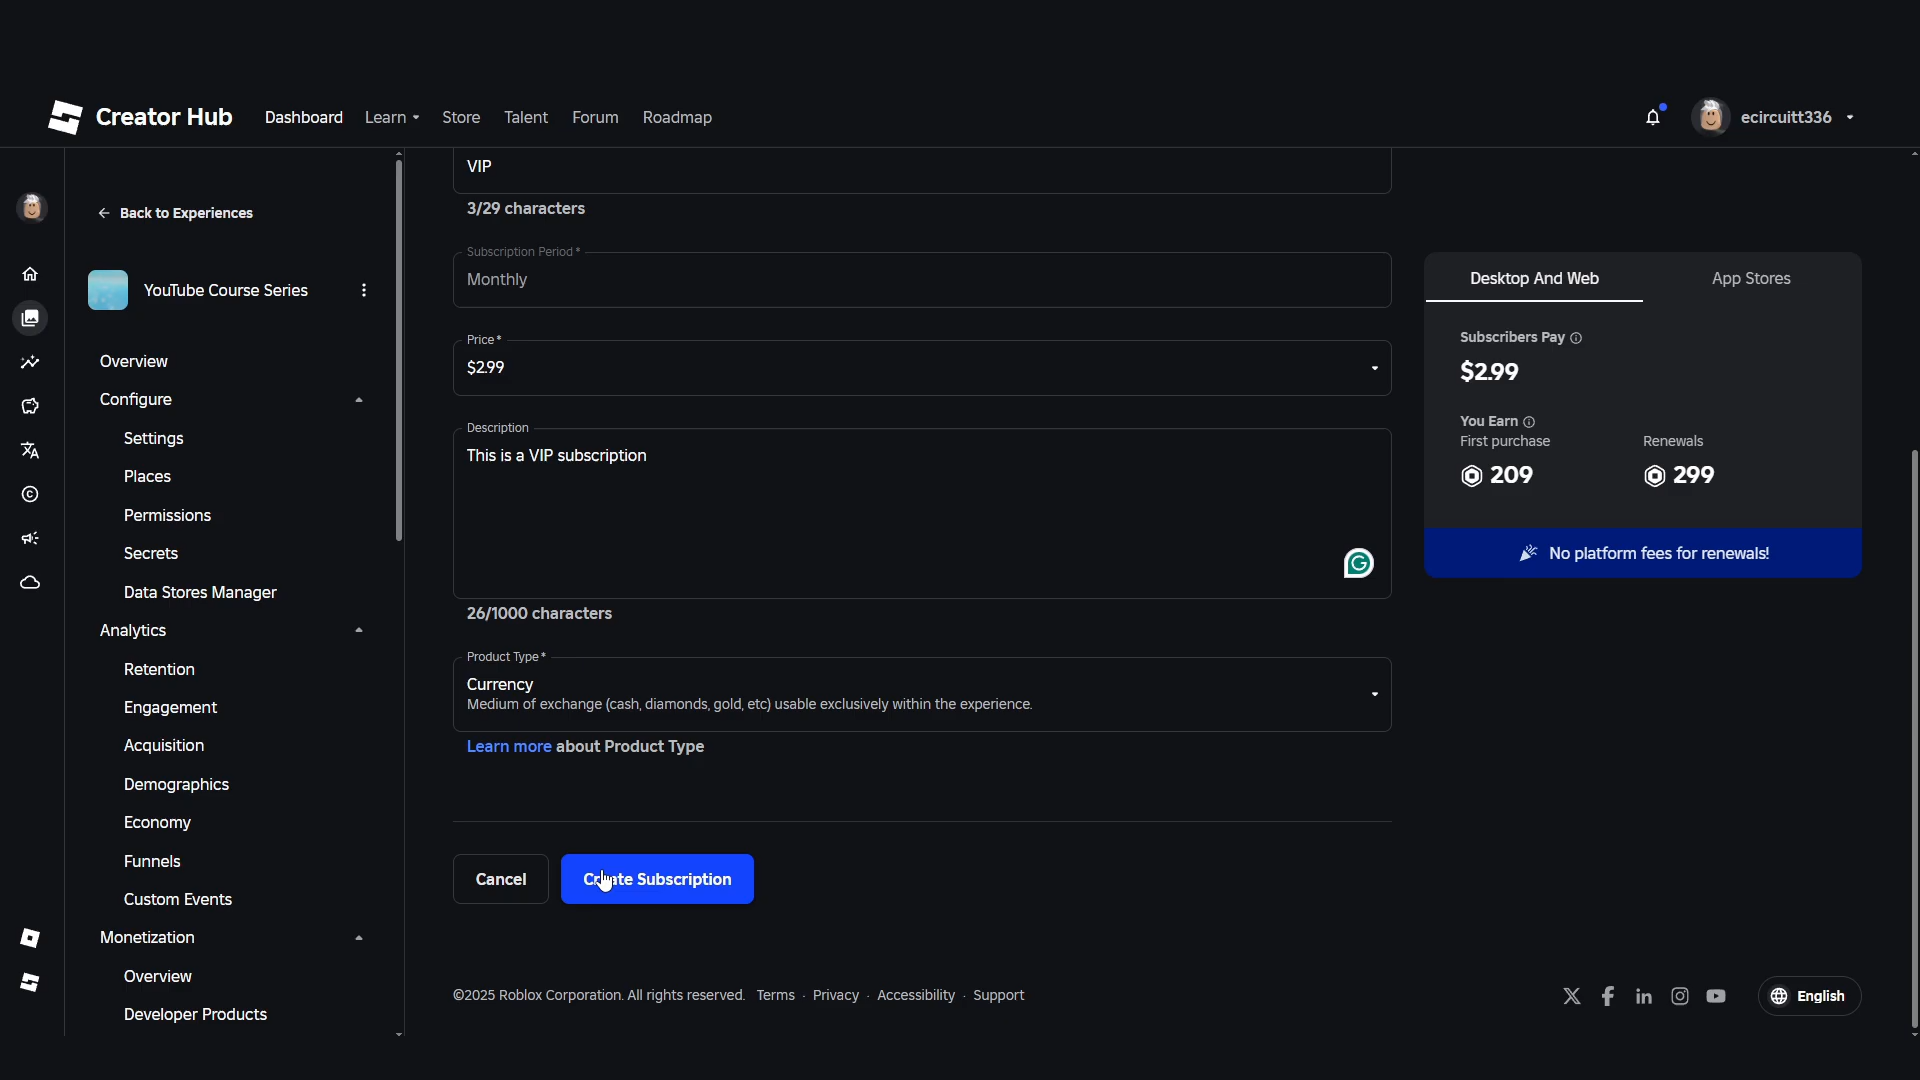 Creator Hub Dashboard Learn Store Talent Forum Roadmap ecircuitt336
Back to Experiences
YouTube Course Series
Overview
Configure
Settings
Places
Permissions
Secrets
Data Stores Manager
Analytics
Retention
Engagement
Acquisition
Demographics
Economy
Funnels
Custom Events
Monetization
Overview
Developer Products
VIP
3/29 characters
Subscription Period *
Monthly
Price *
$2.99
Description
This is a VIP subscription
26/1000 characters
Product Type *
Currency
Medium of exchange (cash, diamonds, gold, etc) usable exclusively within the experience.
Learn more about Product Type
Cancel Create Subscription
Desktop And Web App Stores
Subscribers Pay
$2.99
You Earn
First purchase Renewals
209 299
No platform fees for renewals!
©2025 Roblox Corporation. All rights reserved. Terms · Privacy · Accessibility · Support
English